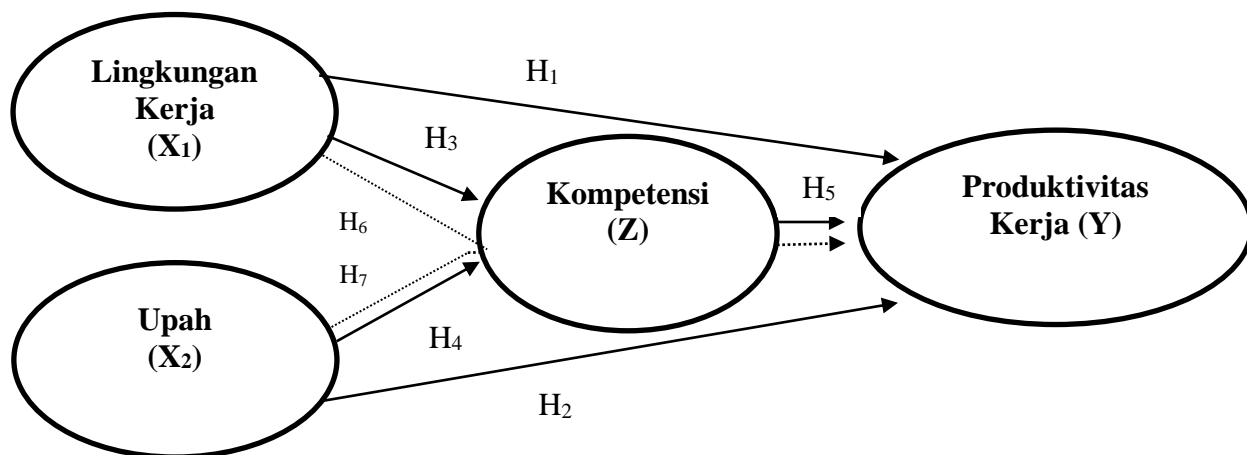 Lingkungan
Kerja
(X₁)
H₁
H₃
Kompetensi
(Z)
H₅
Produktivitas
Kerja (Y)
H₆
H₇
Upah
(X₂)
H₄
H₂